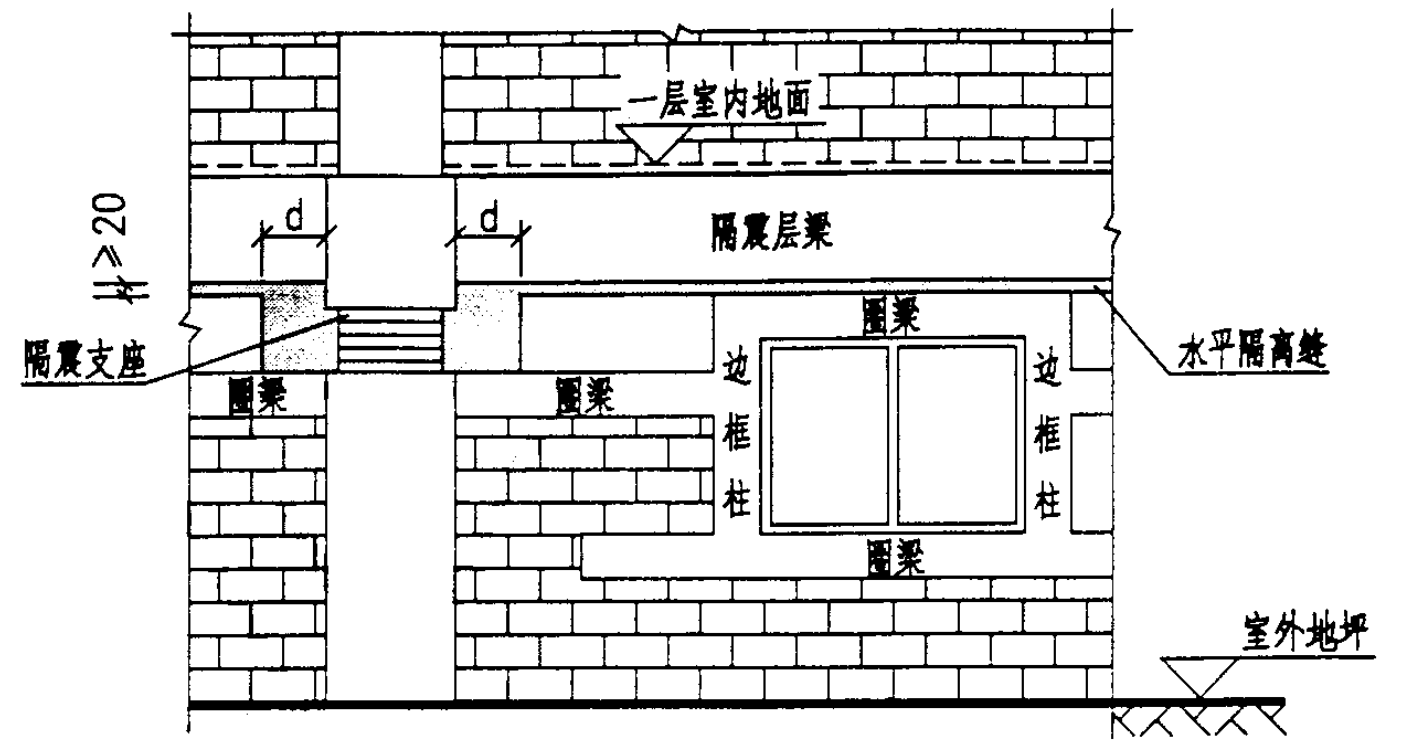 一层室内地面
≥20
d
d
隔震层梁
圈梁
隔震支座
水平隔离缝
边框柱
边框柱
圈梁
圈梁
圈梁
室外地坪